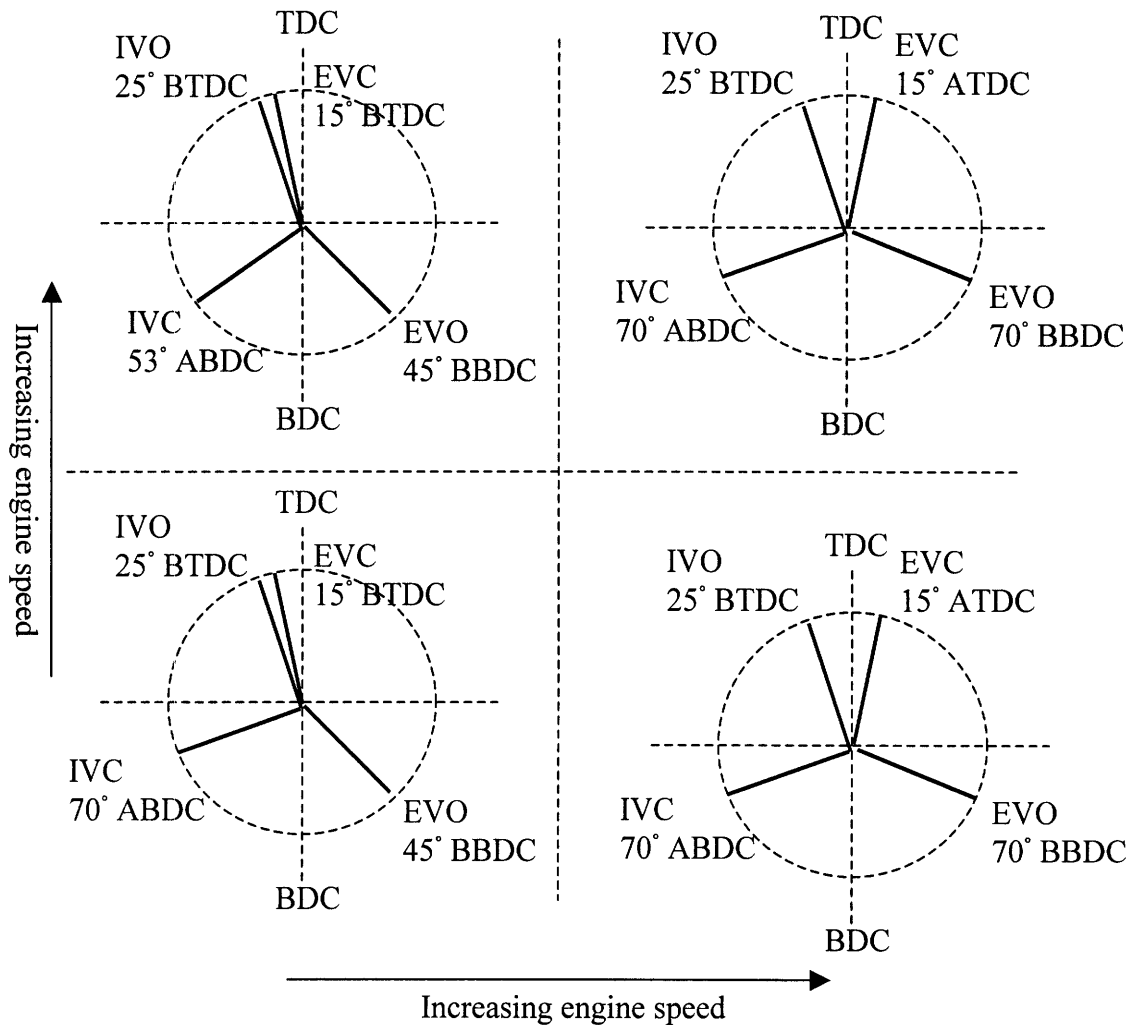 TDC
IVO
25° BTDC
EVC
15° BTDC
IVC
53° ABDC
EVO
45° BBDC
BDC
TDC
IVO
25° BTDC
EVC
15° ATDC
IVC
70° ABDC
EVO
70° BBDC
BDC
Increasing engine speed
TDC
IVO
25° BTDC
EVC
15° BTDC
IVC
70° ABDC
EVO
45° BBDC
BDC
TDC
IVO
25° BTDC
EVC
15° ATDC
IVC
70° ABDC
EVO
70° BBDC
BDC
Increasing engine speed